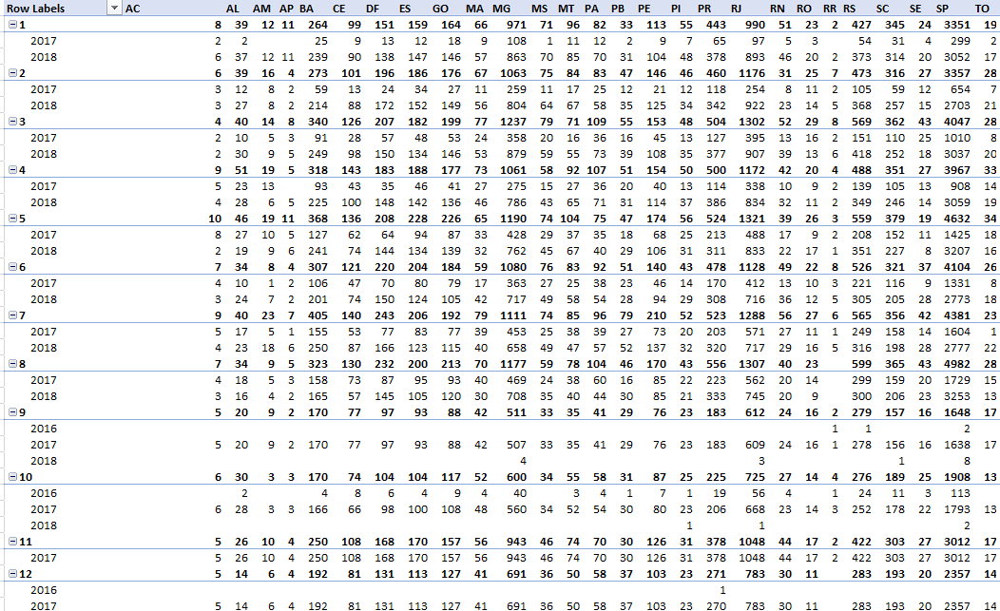 Row Labels AC AL AM AP BA CE DF ES GO MA MG MS MT PA PB PE PI PR RJ RN RO RR RS SC SE SP TO
1 8 39 12 11 264 99 151 159 164 66 971 71 96 82 33 113 55 443 990 51 23 2 427 345 24 3351 19
2017 2 2 25 9 13 12 18 9 108 1 11 12 2 9 7 65 97 5 3 54 31 4 299 2
2018 6 37 12 11 239 90 138 147 146 57 863 70 85 70 31 104 48 378 893 46 20 2 373 314 20 3052 17
2 6 39 16 4 273 101 196 186 176 67 1063 75 84 83 47 146 46 460 1176 31 25 7 473 316 27 3357 28
2017 3 12 8 2 59 13 24 34 27 11 259 11 17 25 12 21 12 118 254 8 11 2 105 59 12 654 7
2018 3 27 8 2 214 88 172 152 149 56 804 64 67 58 35 125 34 342 922 23 14 5 368 257 15 2703 21
3 4 40 14 8 340 126 207 182 199 77 1237 79 71 109 55 153 48 504 1302 52 29 8 569 362 43 4047 28
2017 2 10 5 3 91 28 57 48 53 24 358 20 16 36 16 45 13 127 395 13 16 2 151 110 25 1010 8
2018 2 30 9 5 249 98 150 134 146 53 879 59 55 73 39 108 35 377 907 39 13 6 418 252 18 3037 20
4 9 51 19 5 318 143 183 188 177 73 1061 58 92 107 51 154 50 500 1172 42 20 4 488 351 27 3967 33
2017 5 23 13 93 43 35 46 41 27 275 15 27 36 20 40 13 114 338 10 9 2 139 105 13 908 14
2018 4 28 6 5 225 100 148 142 136 46 786 43 65 71 31 114 37 386 834 32 11 2 349 246 14 3059 19
5 10 46 19 11 368 136 208 228 226 65 1190 74 104 75 47 174 56 524 1321 39 26 3 559 379 19 4632 34
2017 8 27 10 5 127 62 64 94 87 33 428 29 37 35 18 68 25 213 488 17 9 2 208 152 11 1425 18
2018 2 19 9 6 241 74 144 134 139 32 762 45 67 40 29 106 31 311 833 22 17 1 351 227 8 3207 16
6 7 34 8 4 307 121 220 204 184 59 1080 76 83 92 51 140 43 478 1128 49 22 8 526 321 37 4104 26
2017 4 10 1 2 106 47 70 80 79 17 363 27 25 38 23 46 14 170 412 13 10 3 221 116 9 1331 8
2018 3 24 7 2 201 74 150 124 105 42 717 49 58 54 28 94 29 308 716 36 12 5 305 205 28 2773 18
7 9 40 23 7 405 140 243 206 192 79 1111 74 85 96 79 210 52 523 1288 56 27 6 565 356 42 4381 23
2017 5 17 5 1 155 53 77 83 77 39 453 25 38 39 27 73 20 203 571 27 11 1 249 158 14 1604 1
2018 4 23 18 6 250 87 166 123 115 40 658 49 47 57 52 137 32 320 717 29 16 5 316 198 28 2777 22
8 7 34 9 5 323 130 232 200 213 70 1177 59 78 104 46 170 43 556 1307 40 23 599 365 43 4982 28
2017 4 18 5 3 158 73 87 95 93 40 469 24 38 60 16 85 22 223 562 20 14 299 159 20 1729 15
2018 3 16 4 2 165 57 145 105 120 30 708 35 40 44 30 85 21 333 745 20 9 300 206 23 3253 13
9 5 20 9 2 170 77 97 93 88 42 511 33 35 41 29 76 23 183 612 24 16 2 279 157 16 1648 17
2016 1 1 2
2017 5 20 9 2 170 77 97 93 88 42 507 33 35 41 29 76 23 183 609 24 16 1 278 156 16 1638 17
2018 4 3 1 8
10 6 30 3 3 170 74 104 104 117 52 600 34 55 58 31 87 25 225 725 27 14 4 276 189 25 1908 13
2016 2 4 8 6 4 9 4 40 3 4 1 7 1 19 56 4 1 24 11 3 113
2017 6 28 3 3 166 66 98 100 108 48 560 34 52 54 30 80 23 206 668 23 14 3 252 178 22 1793 13
2018 1 1 2
11 5 26 10 4 250 108 168 170 157 56 943 46 74 70 30 126 31 378 1048 44 17 2 422 303 27 3012 17
2017 5 26 10 4 250 108 168 170 157 56 943 46 74 70 30 126 31 378 1048 44 17 2 422 303 27 3012 17
12 5 14 6 4 192 81 131 113 127 41 691 36 50 58 37 103 23 271 783 30 11 283 193 20 2357 14
2016 1
2017 5 14 6 4 192 81 131 113 127 41 691 36 50 58 37 103 23 270 783 30 11 283 193 20 2357 14